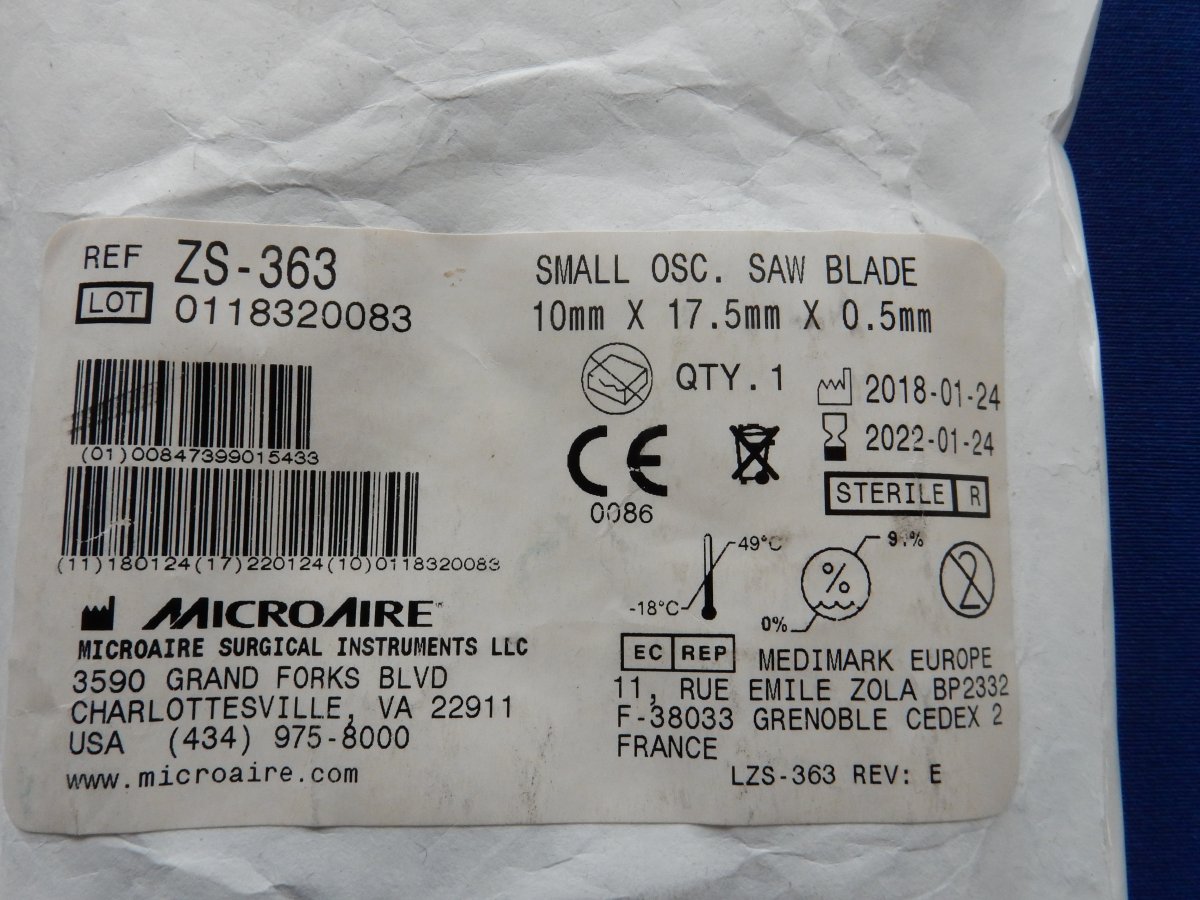 REF ZS-363
LOT 0118320083
SMALL OSC. SAW BLADE
10mm X 17.5mm X 0.5mm
QTY.1
2018-01-24
2022-01-24
STERILE R
(01)00847399015433
CE
0086
(11)180124(17)220124(10)0118320083
49°C
-18°C
%
0%
2
MICROAIRE™
MICROAIRE SURGICAL INSTRUMENTS LLC
3590 GRAND FORKS BLVD
CHARLOTTESVILLE, VA 22911
USA (434) 975-8000
www.microaire.com
EC REP MEDIMARK EUROPE
11, RUE EMILE ZOLA BP2332
F-38033 GRENOBLE CEDEX 2
FRANCE
LZS-363 REV: E